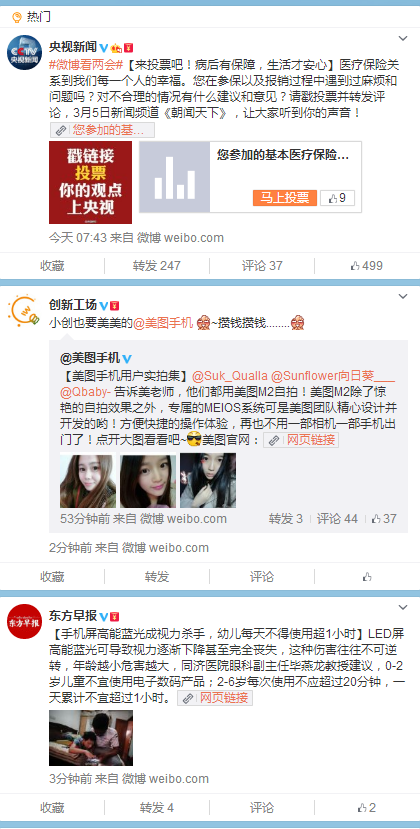 热门
CCTV
央视新闻
央视新闻
#微博看两会#【来投票吧！病后有保障，生活才安心】医疗保险关
系到我们每一个人的幸福。您在参保以及报销过程中遇到过麻烦和
问题吗？对不合理的情况有什么建议和意见？请戳投票并转发评
论，3月5日新闻频道《朝闻天下》，让大家听到你的声音！
您参加的基...
戳链接
投票
你的观点
上央视
您参加的基本医疗保险...
马上投票
9
今天 07:43 来自 微博 weibo.com
收藏 转发 247 评论 37 499
创新工场
小创也要美美的@美图手机 ~攒钱攒钱........
@美图手机
【美图手机用户实拍集】@Suk_Qualla @Sunflower向日葵___
@Qbaby- 告诉美老师，他们都用美图M2自拍！美图M2除了惊
艳的自拍效果之外，专属的MEIOS系统可是美图团队精心设计并
开发的哟！方便快捷的操作体验，再也不用一部相机一部手机出
门了！点开大图看看吧~美图官网：网页链接
53分钟前 来自 微博 weibo.com 转发 3 评论 44 37
2分钟前 来自 微博 weibo.com
收藏 转发 评论
东方早报
东方早报
【手机屏高能蓝光成视力杀手，幼儿每天不得使用超1小时】LED屏
高能蓝光可导致视力逐渐下降甚至完全丧失，这种伤害往往不可逆
转，年龄越小危害越大，同济医院眼科副主任毕燕龙教授建议，0-2
岁儿童不宜使用电子数码产品；2-6岁每次使用不应超过20分钟，一
天累计不宜超过1小时。网页链接
3分钟前 来自 微博 weibo.com
收藏 转发 4 评论 2